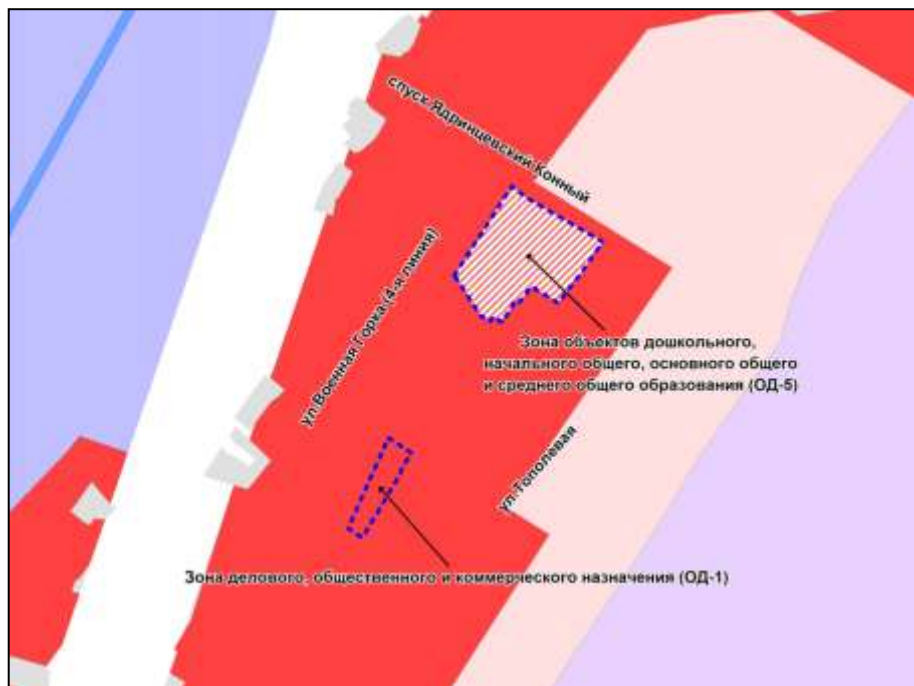 спуск Ядринцевский Конный
ул Военная Горка (4-я линия)
Зона объектов дошкольного,
начального общего, основного общего
и среднего общего образования (ОД-5)
ул Тополевая
Зона делового, общественного и коммерческого назначения (ОД-1)